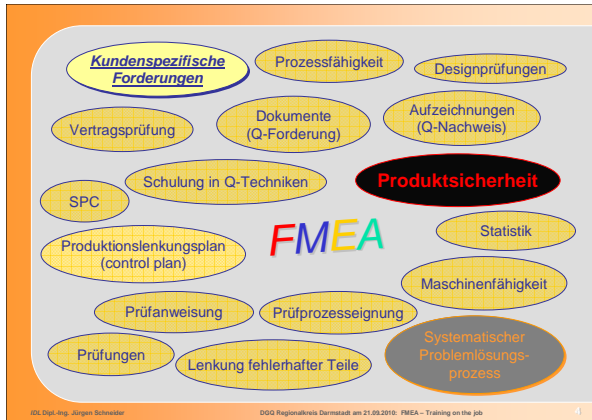 Kundenspezifische
Forderungen
Prozessfähigkeit
Designprüfungen
Vertragsprüfung
Dokumente
(Q-Forderung)
Aufzeichnungen
(Q-Nachweis)
Schulung in Q-Techniken
Produktsicherheit
SPC
FMEA
Statistik
Produktionslenkungsplan
(control plan)
Maschinenfähigkeit
Prüfanweisung
Prüfprozesseignung
Systematischer
Problemlösungs-
prozess
Prüfungen
Lenkung fehlerhafter Teile
IDL Dipl.-Ing. Jürgen Schneider
DGQ Regionalkreis Darmstadt am 21.09.2010: FMEA – Training on the job
4